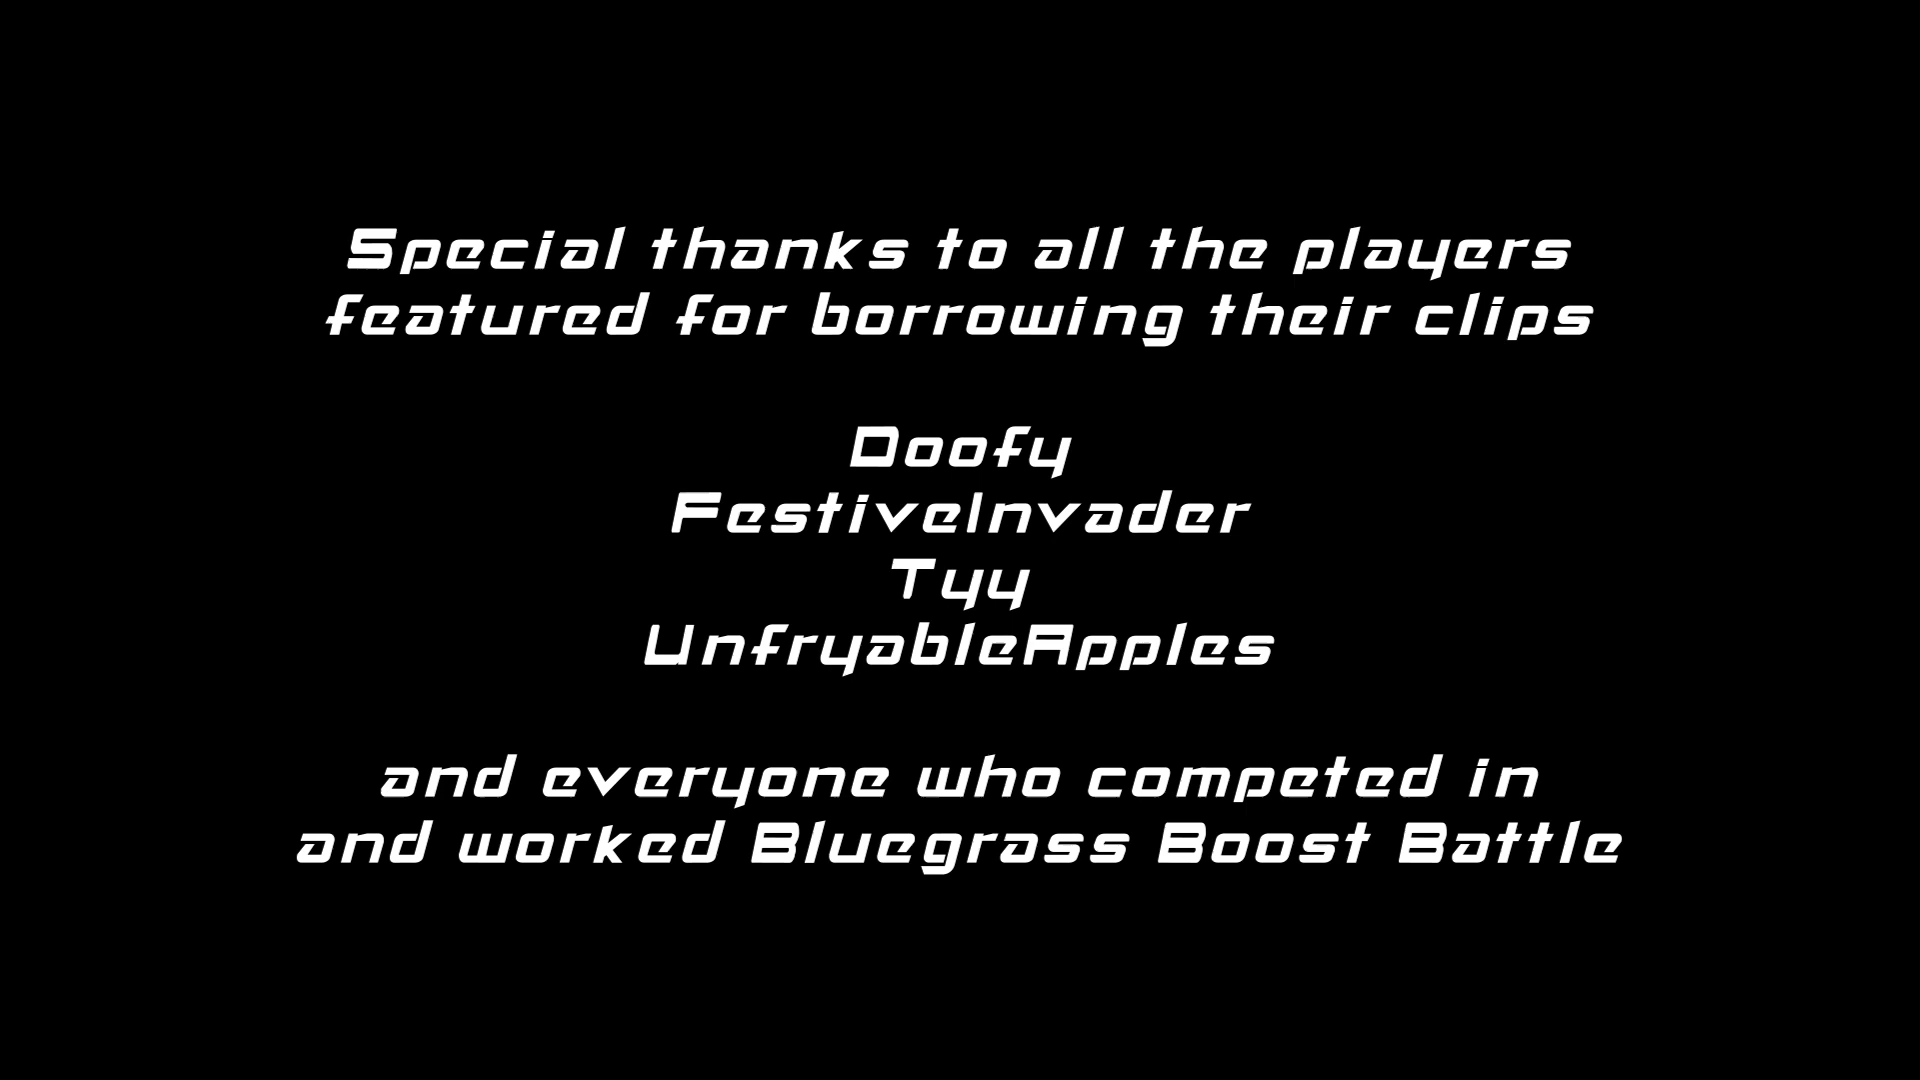 Special thanks to all the players
featured for borrowing their clips
Doofy
FestiveInvader
Tyy
UnfryableApples
and everyone who competed in
and worked Bluegrass Boost Battle